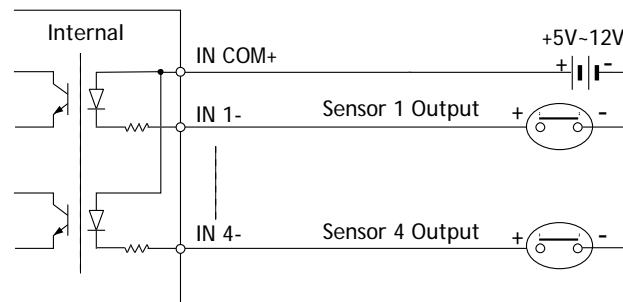 Internal
+5V~12V
IN COM+
+ -
IN 1-
Sensor 1 Output
+ -
IN 4-
Sensor 4 Output
+ -